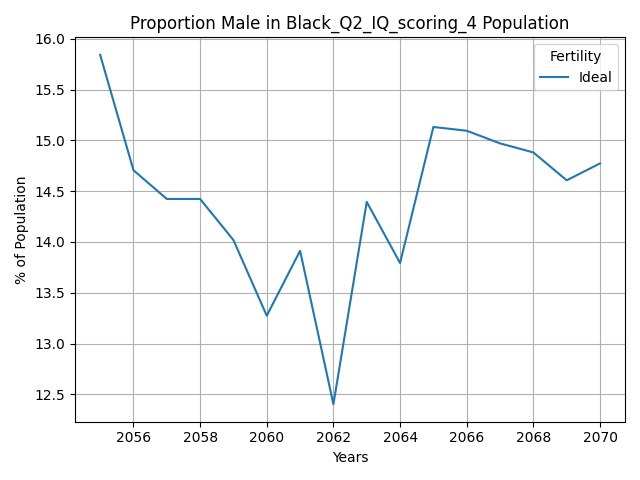 Proportion Male in Black_Q2_IQ_scoring_4 Population
Fertility
Ideal
% of Population
16.0
15.5
15.0
14.5
14.0
13.5
13.0
12.5
2056 2058 2060 2062 2064 2066 2068 2070
Years